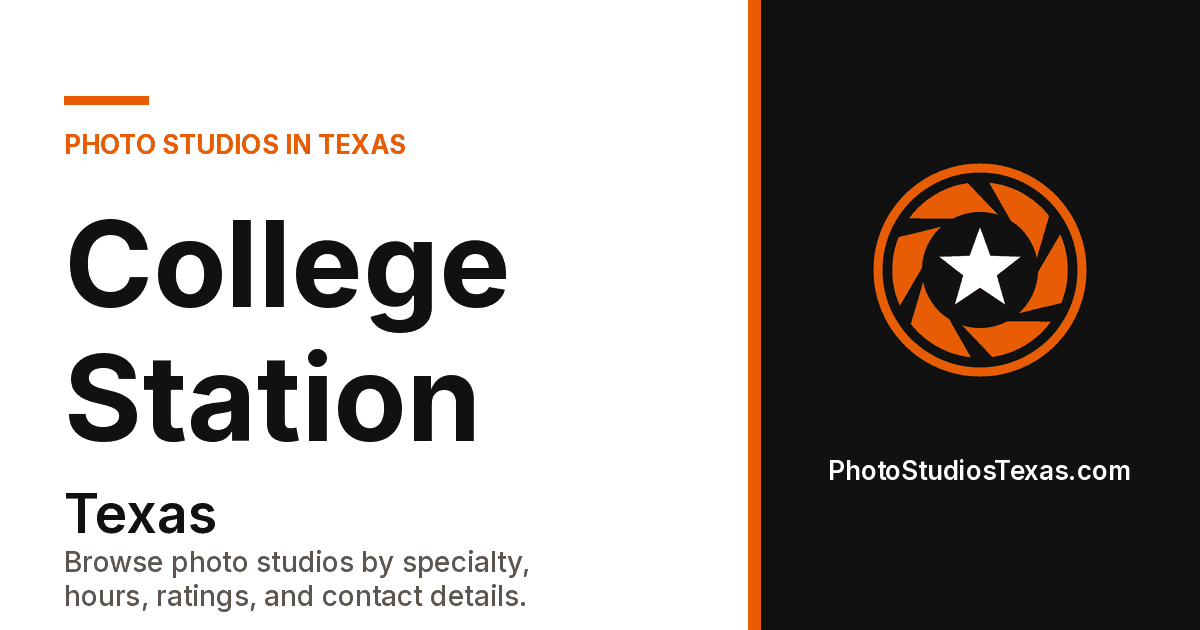 PHOTO STUDIOS IN TEXAS
College
Station
Texas
Browse photo studios by specialty,
hours, ratings, and contact details.
PhotoStudiosTexas.com